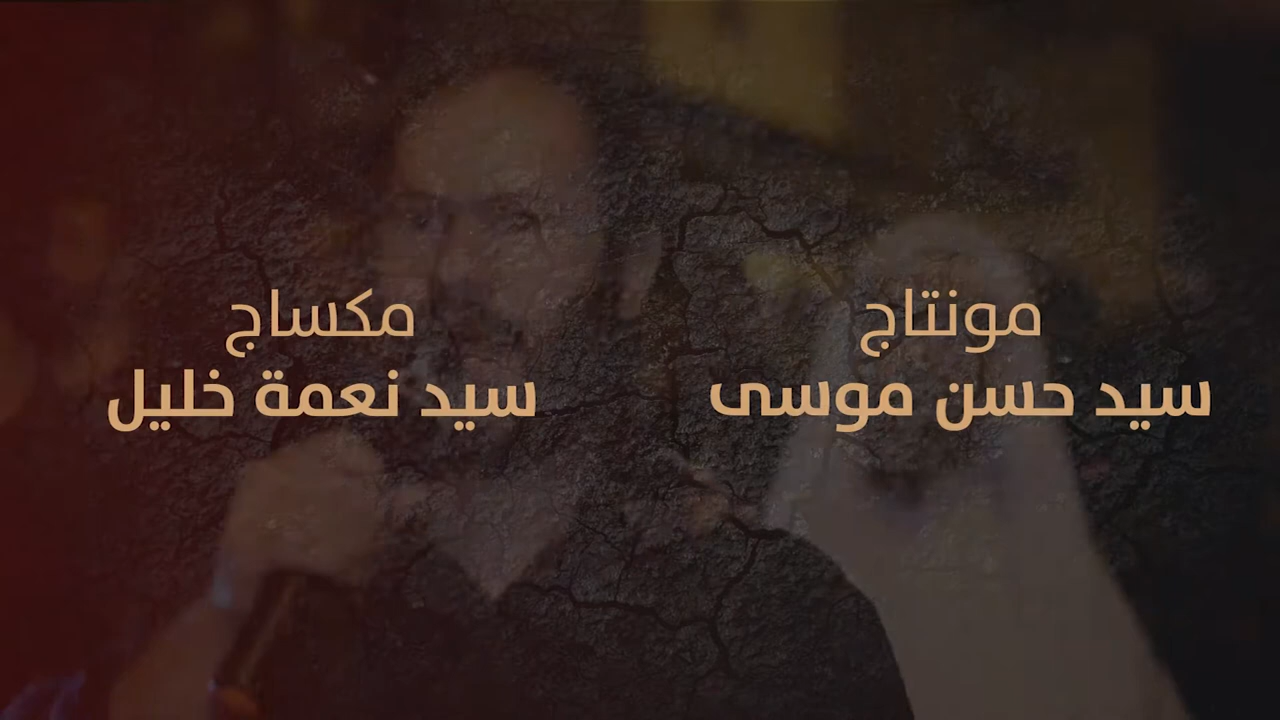 مونتاج
سيد حسن موسى
مكساج
سيد نعمة خليل